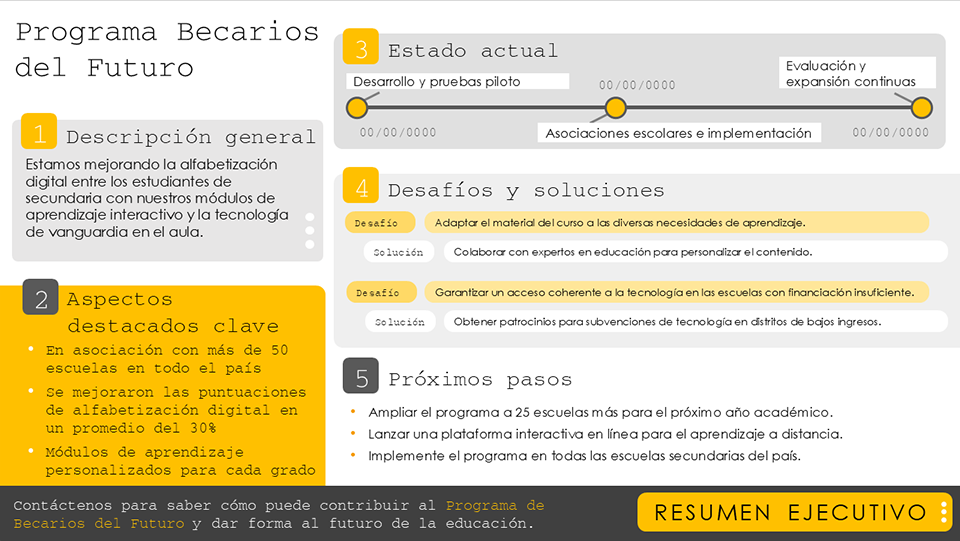 Programa Becarios
del Futuro
1 Descripción general
Estamos mejorando la alfabetización
digital entre los estudiantes de
secundaria con nuestros módulos de
aprendizaje interactivo y la tecnología
de vanguardia en el aula.
2 Aspectos
destacados clave
• En asociación con más de 50
escuelas en todo el país
• Se mejoraron las puntuaciones
de alfabetización digital en
un promedio del 30%
• Módulos de aprendizaje
personalizados para cada grado
3 Estado actual
Desarrollo y pruebas piloto
00/00/0000
00/00/0000
Asociaciones escolares e implementación
Evaluación y
expansión continuas
00/00/0000
4 Desafíos y soluciones
Desafío Adaptar el material del curso a las diversas necesidades de aprendizaje.
Solución Colaborar con expertos en educación para personalizar el contenido.
Desafío Garantizar un acceso coherente a la tecnología en las escuelas con financiación insuficiente.
Solución Obtener patrocinios para subvenciones de tecnología en distritos de bajos ingresos.
5 Próximos pasos
• Ampliar el programa a 25 escuelas más para el próximo año académico.
• Lanzar una plataforma interactiva en línea para el aprendizaje a distancia.
• Implemente el programa en todas las escuelas secundarias del país.
Contáctenos para saber cómo puede contribuir al Programa de
Becarios del Futuro y dar forma al futuro de la educación.
RESUMEN EJECUTIVO